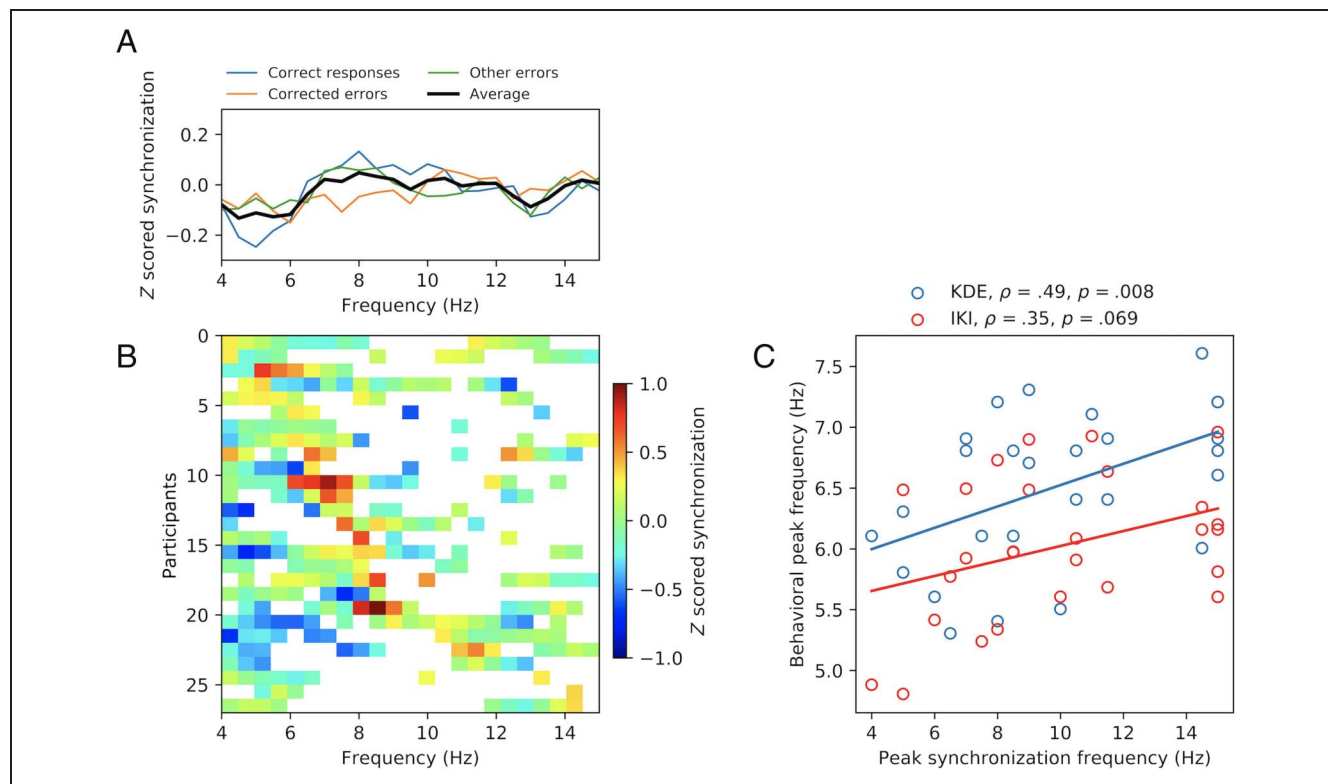 A
Correct responses
Other errors
Corrected errors
Average
Z scored synchronization
0.2
0.0
−0.2
4
6
8
10
12
14
Frequency (Hz)
B
Participants
0
5
10
15
20
25
4
6
8
10
12
14
Frequency (Hz)
1.0
0.5
0.0
−0.5
−1.0
Z scored synchronization
KDE, ρ = .49, p = .008
IKI, ρ = .35, p = .069
C
Behavioral peak frequency (Hz)
7.5
7.0
6.5
6.0
5.5
5.0
4
6
8
10
12
14
Peak synchronization frequency (Hz)